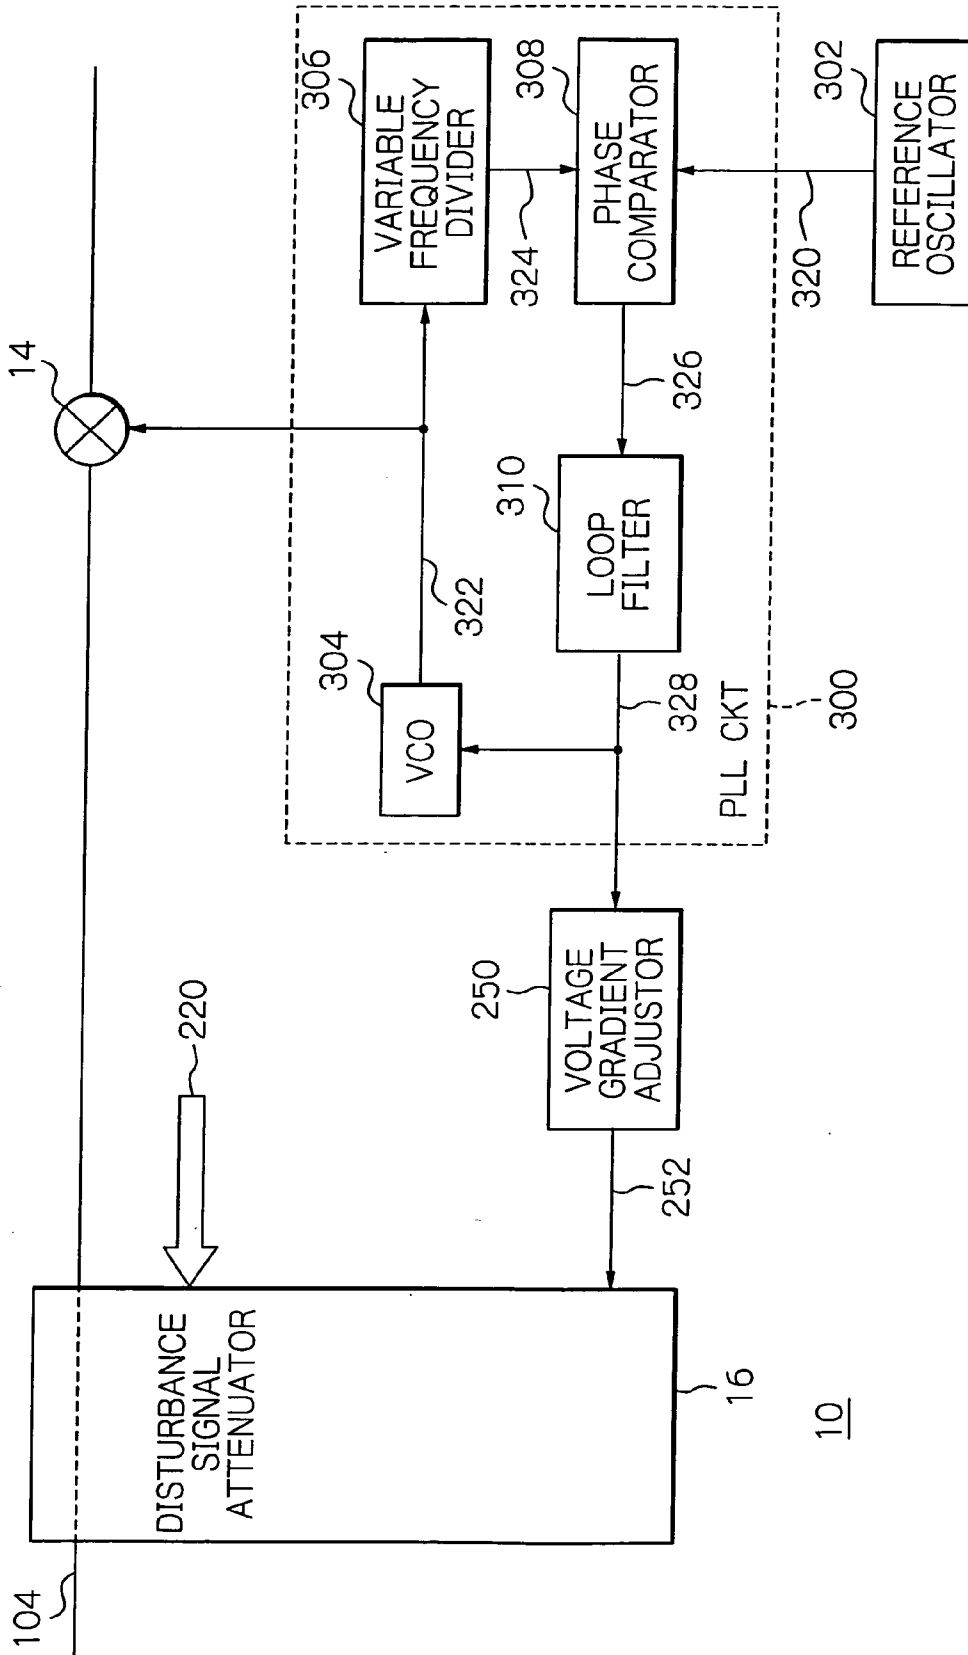 104
DISTURBANCE
SIGNAL
ATTENUATOR
16
220
14
10
252
250
VOLTAGE
GRADIENT
ADJUSTOR
304
VCO
322
328
PLL CKT
300
310
LOOP
FILTER
326
306
VARIABLE
FREQUENCY
DIVIDER
324
308
PHASE
COMPARATOR
320
302
REFERENCE
OSCILLATOR